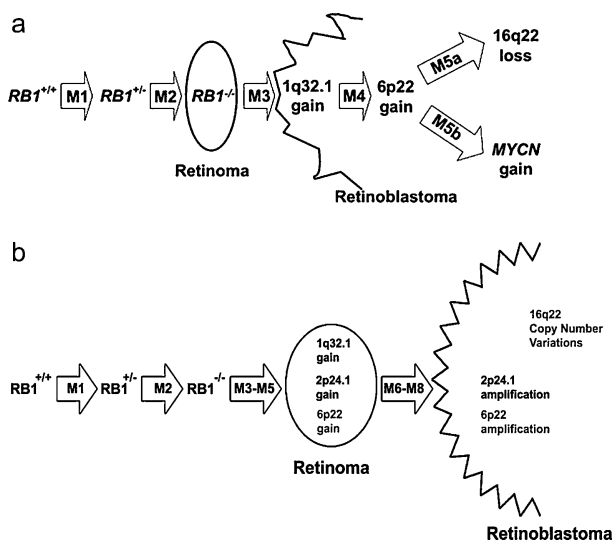 a
RB1+/+ M1 RB1+/- M2 RB1-/- M3 1q32.1 gain M4 6p22 gain
M5a
16q22
loss
M5b
MYCN
gain
Retinoma
Retinoblastoma
b
RB1+/+ M1 RB1+/- M2 RB1-/- M3-M5
1q32.1
gain
2p24.1
gain
6p22
gain
Retinoma
M6-M8
16q22
Copy Number
Variations
2p24.1
amplification
6p22
amplification
Retinoblastoma